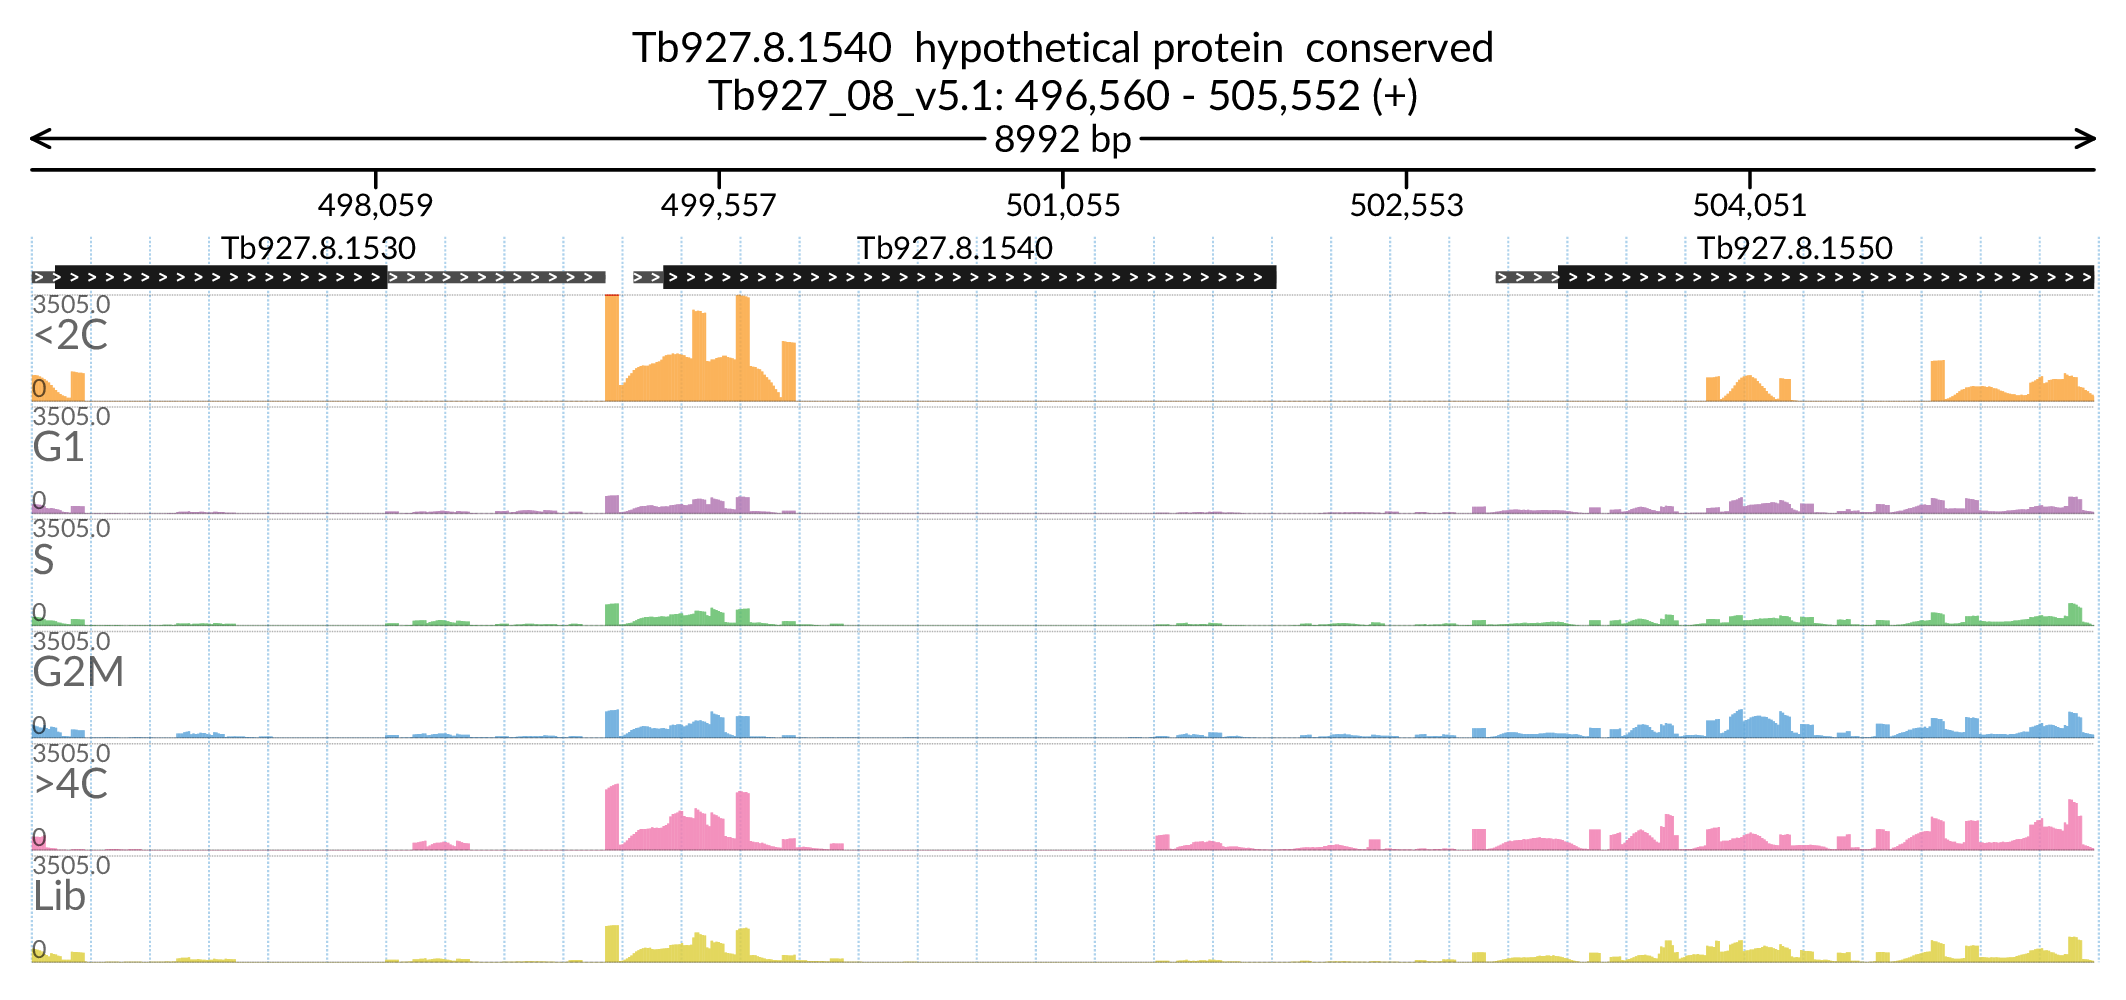 Tb927.8.1540  hypothetical protein  conserved
Tb927_08_v5.1: 496,560 - 505,552 (+)
8992 bp
498,059 499,557 501,055 502,553 504,051
Tb927.8.1530 Tb927.8.1540 Tb927.8.1550
3505.0
<2C
0
3505.0
G1
0
3505.0
S
0
3505.0
G2M
0
3505.0
>4C
0
3505.0
Lib
0